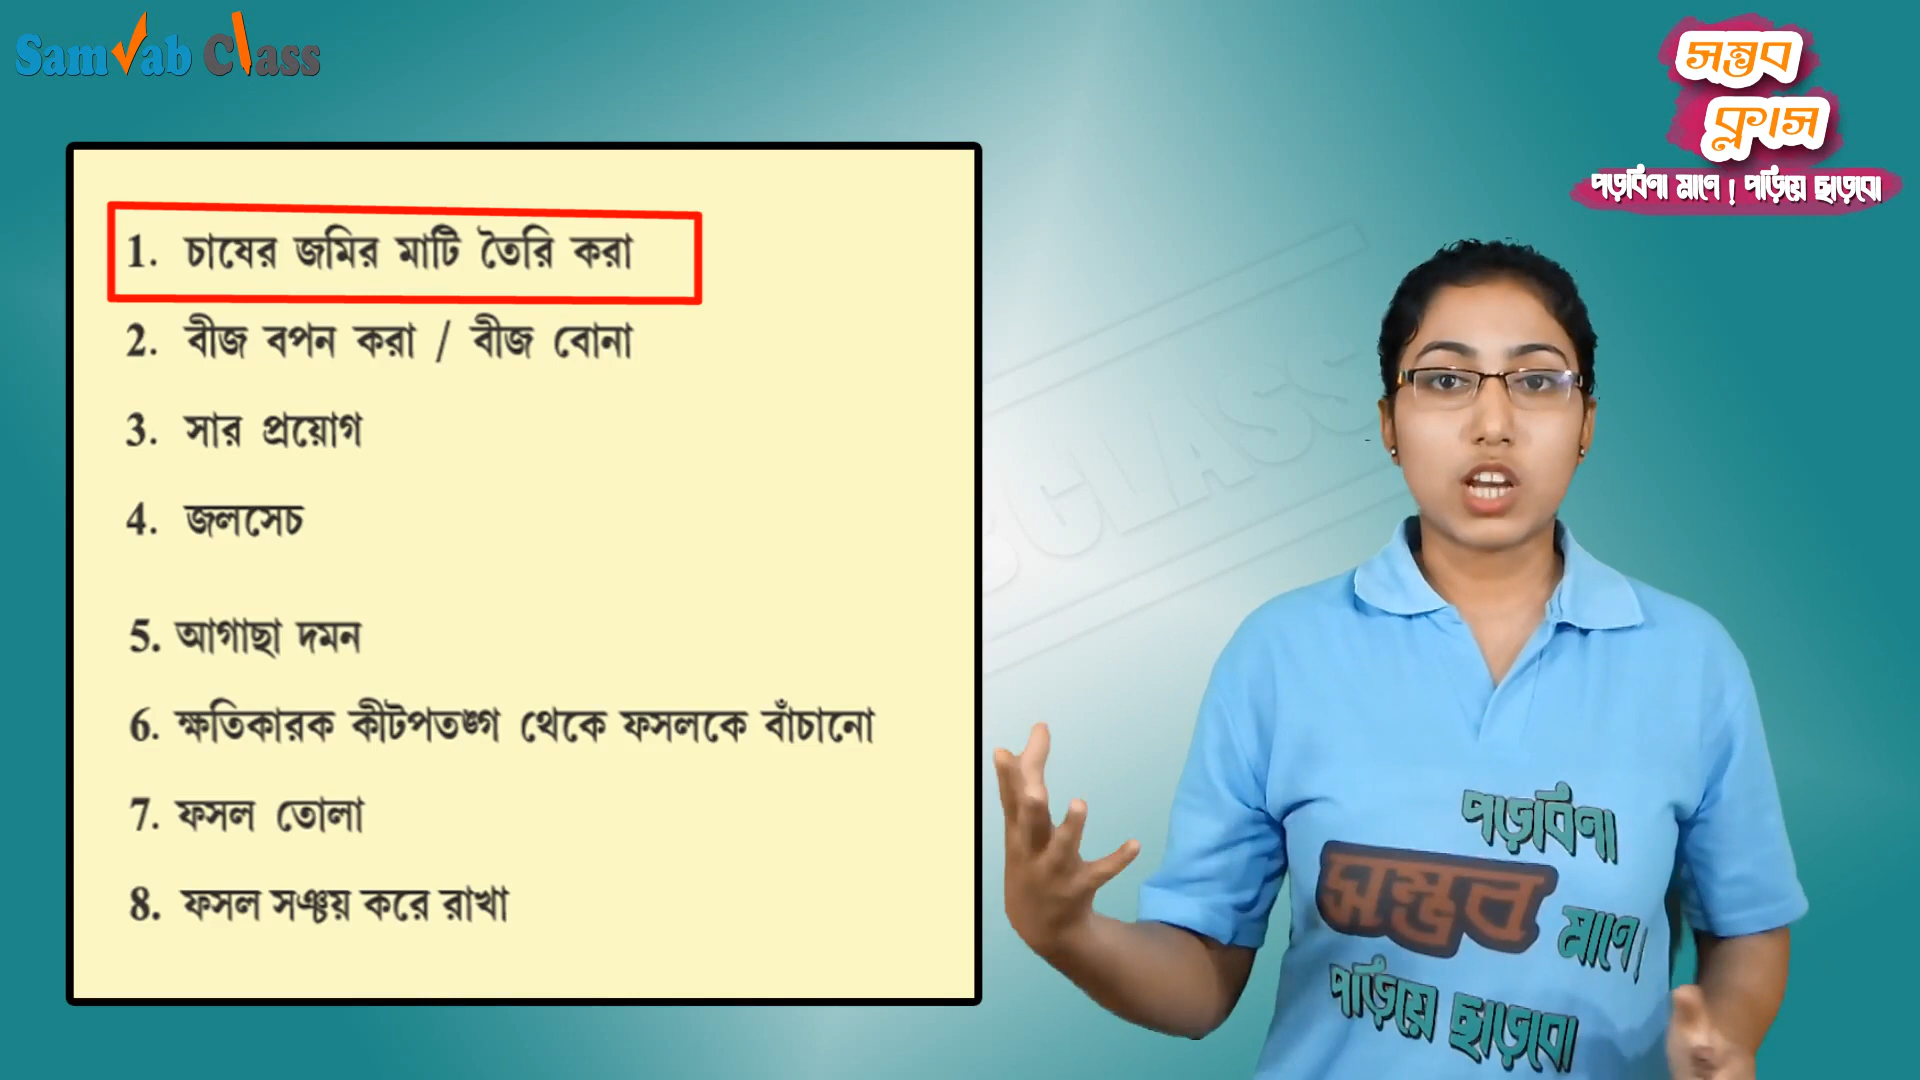 Samvab Class
সম্ভব
ক্লাস
পড়াবিণা মাণে! পড়িয়ে ছাড়বো
1. চাষের জমির মাটি তৈরি করা
2. বীজ বপন করা / বীজ বোনা
3. সার প্রয়োগ
4. জলসেচ
5. আগাছা দমন
6. ক্ষতিকারক কীটপতঙ্গ থেকে ফসলকে বাঁচানো
7. ফসল তোলা
8. ফসল সঞ্চয় করে রাখা
BCLASS
পড়াবিণা
সম্ভব
মাণে!
পড়িয়ে ছাড়বো